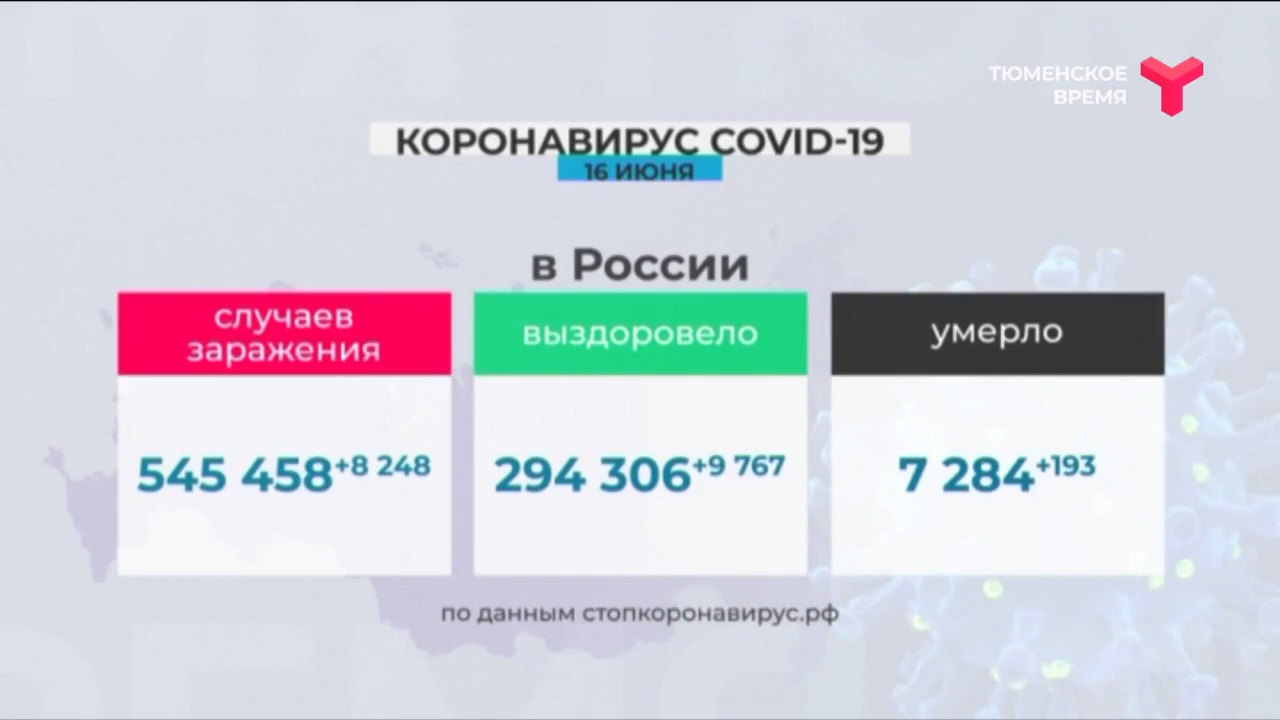 ТЮМЕНСКОЕ
ВРЕМЯ
КОРОНАВИРУС COVID-19
16 ИЮНЯ
в России
случаев
заражения
выздоровело
умерло
545 458+8 248
294 306+9 767
7 284+193
по данным стопкоронавирус.рф